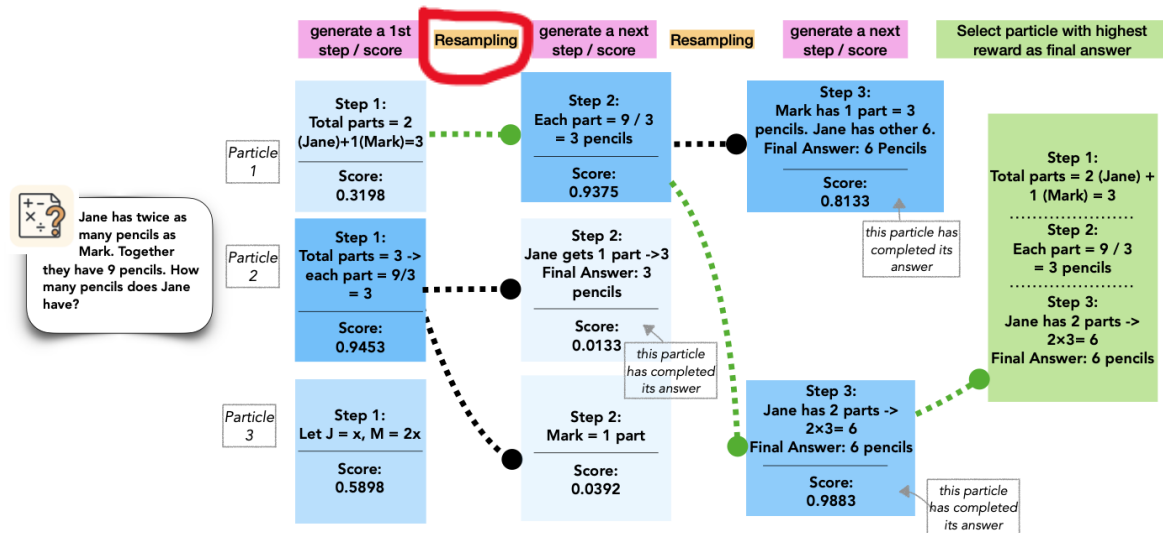 generate a 1st
step / score
Resampling
generate a next
step / score
Resampling
generate a next
step / score
Select particle with highest
reward as final answer
Jane has twice as
many pencils as
Mark. Together
they have 9 pencils. How
many pencils does Jane
have?
Particle
1
Step 1:
Total parts = 2
(Jane)+1(Mark)=3
Score:
0.3198
Step 2:
Each part = 9 / 3
= 3 pencils
Score:
0.9375
Step 3:
Mark has 1 part = 3
pencils. Jane has other 6.
Final Answer: 6 Pencils
Score:
0.8133
this particle has
completed its
answer
Particle
2
Step 1:
Total parts = 3 ->
each part = 9/3
= 3
Score:
0.9453
Step 2:
Jane gets 1 part ->3
Final Answer: 3
pencils
Score:
0.0133
this particle
has completed
its answer
Particle
3
Step 1:
Let J = x, M = 2x
Score:
0.5898
Step 2:
Mark = 1 part
Score:
0.0392
Step 3:
Jane has 2 parts ->
2×3= 6
Final Answer: 6 pencils
Score:
0.9883
this particle
has completed
its answer
Step 1:
Total parts = 2 (Jane) +
1 (Mark) = 3
Step 2:
Each part = 9 / 3
= 3 pencils
Step 3:
Jane has 2 parts ->
2×3= 6
Final Answer: 6 pencils